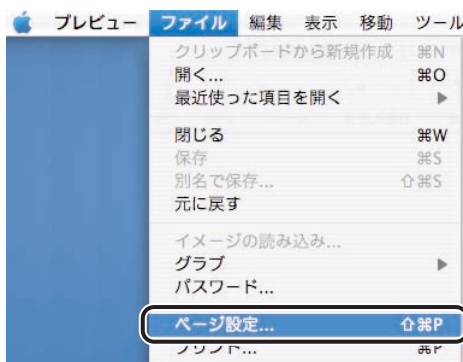 プレビュー ファイル 編集 表示 移動 ツール
クリップボードから新規作成 ⌘N
開く... ⌘O
最近使った項目を開く ▶
閉じる ⌘W
保存 ⌘S
別名で保存... ⇧⌘S
元に戻す
イメージの読み込み...
グラブ ▶
パスワード...
ページ設定... ⇧⌘P
プリント... ⌘P